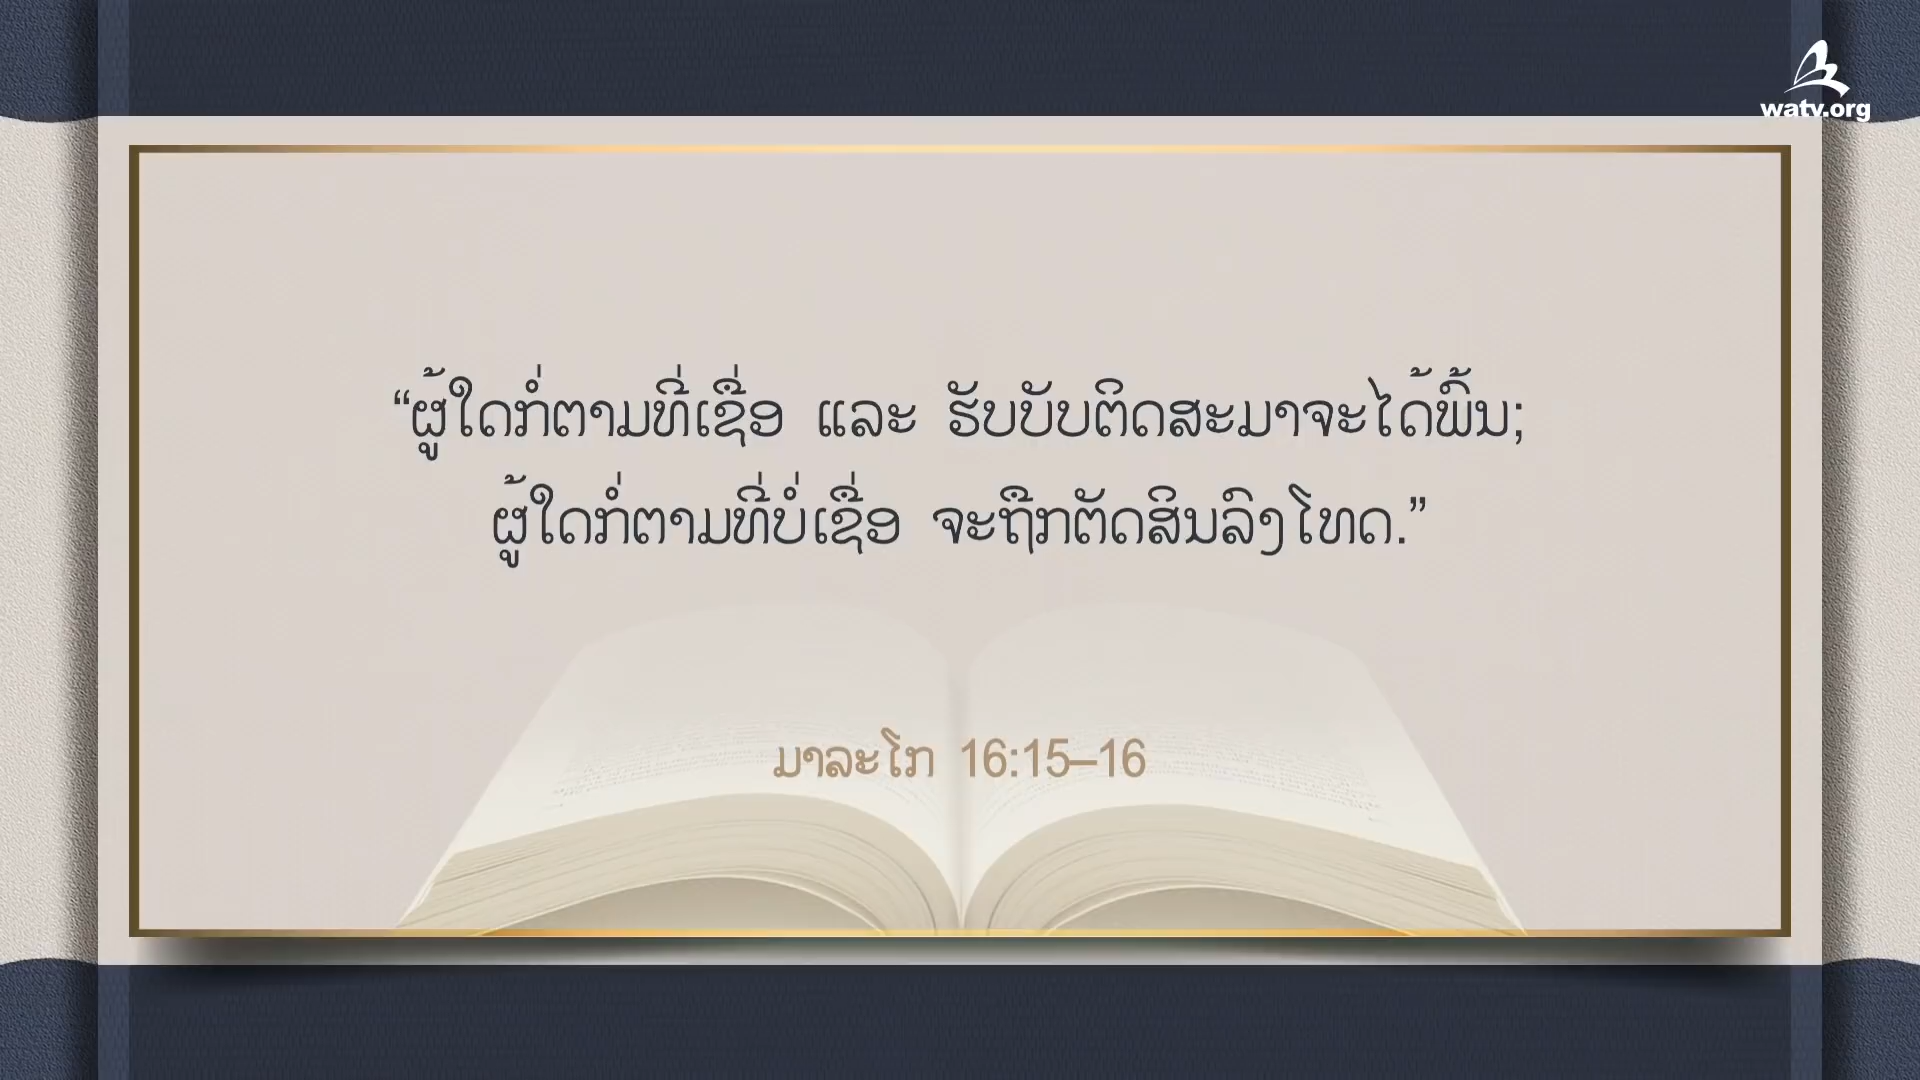 watv.org
“ຜູ້ໃດກໍ່ຕາມທີ່ເຊື່ອ ແລະ ຮັບບັບຕິດສະມາຈະໄດ້ພົ້ນ;
ຜູ້ໃດກໍ່ຕາມທີ່ບໍ່ເຊື່ອ ຈະຖືກຕັດສິນລົງໂທດ.”
ມາລະໂກ 16:15–16